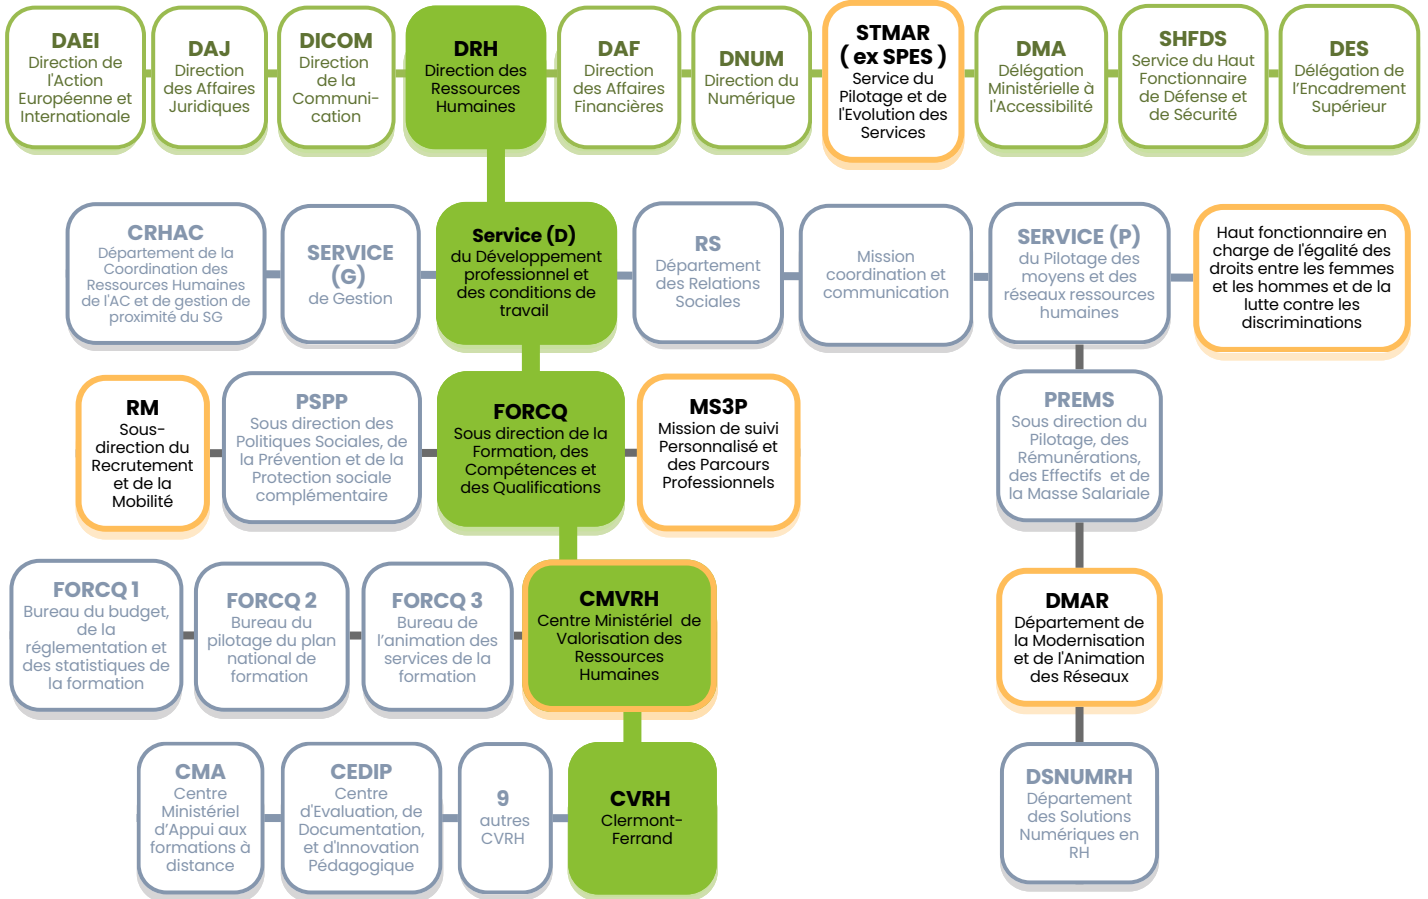 DAEI
Direction de
l'Action
Européenne et
Internationale
DAJ
Direction
des Affaires
Juridiques
DICOM
Direction
de la
Communi-
cation
DRH
Direction des
Ressources
Humaines
DAF
Direction
des Affaires
Financières
DNUM
Direction du
Numérique
STMAR
( ex SPES )
Service du
Pilotage et de
l'Evolution des
Services
DMA
Délégation
Ministérielle à
l'Accessibilité
SHFDS
Service du Haut
Fonctionnaire
de Défense et
de Sécurité
DES
Délégation de
l’Encadrement
Supérieur
CRHAC
Département de la
Coordination des
Ressources Humaines
de l'AC et de gestion de
proximité du SG
SERVICE
(G)
de Gestion
Service (D)
du Développement
professionnel et
des conditions de
travail
RS
Département
des Relations
Sociales
Mission
coordination et
communication
SERVICE (P)
du Pilotage des
moyens et des
réseaux ressources
humaines
Haut fonctionnaire en
charge de l'égalité des
droits entre les femmes
et les hommes et de la
lutte contre les
discriminations
RM
Sous-
direction du
Recrutement
et de la
Mobilité
PSPP
Sous direction des
Politiques Sociales, de
la Prévention et de la
Protection sociale
complémentaire
FORCQ
Sous direction de la
Formation, des
Compétences et
des Qualifications
MS3P
Mission de suivi
Personnalisé et
des Parcours
Professionnels
PREMS
Sous direction du
Pilotage, des
Rémunérations,
des Effectifs et de
la Masse Salariale
FORCQ 1
Bureau du budget,
de la
réglementation et
des statistiques de
la formation
FORCQ 2
Bureau du
pilotage du plan
national de
formation
FORCQ 3
Bureau de
l’animation des
services de la
formation
CMVRH
Centre Ministériel de
Valorisation des
Ressources
Humaines
DMAR
Département de
la Modernisation
et de l'Animation
des Réseaux
CMA
Centre
Ministériel
d’Appui aux
formations à
distance
CEDIP
Centre
d'Evaluation, de
Documentation,
et d'Innovation
Pédagogique
9
autres
CVRH
CVRH
Clermont-
Ferrand
DSNUMRH
Département
des Solutions
Numériques en
RH